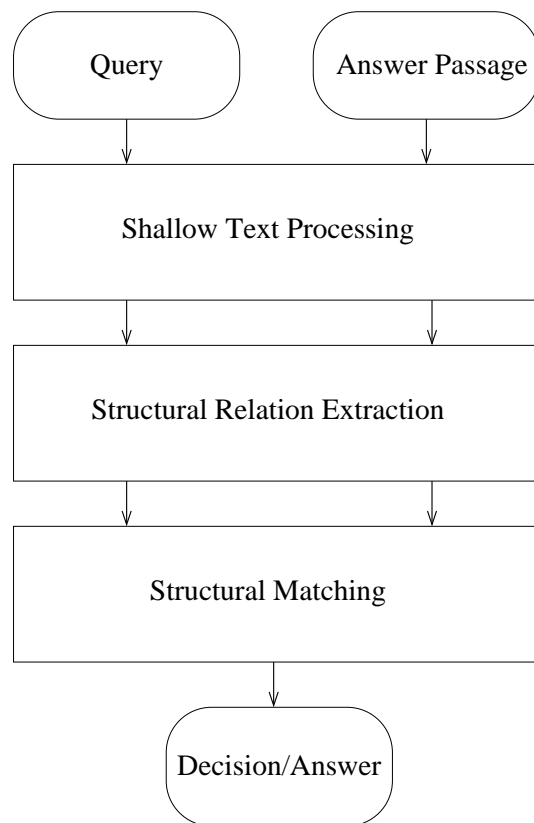 Query
Answer Passage
Shallow Text Processing
Structural Relation Extraction
Structural Matching
Decision/Answer